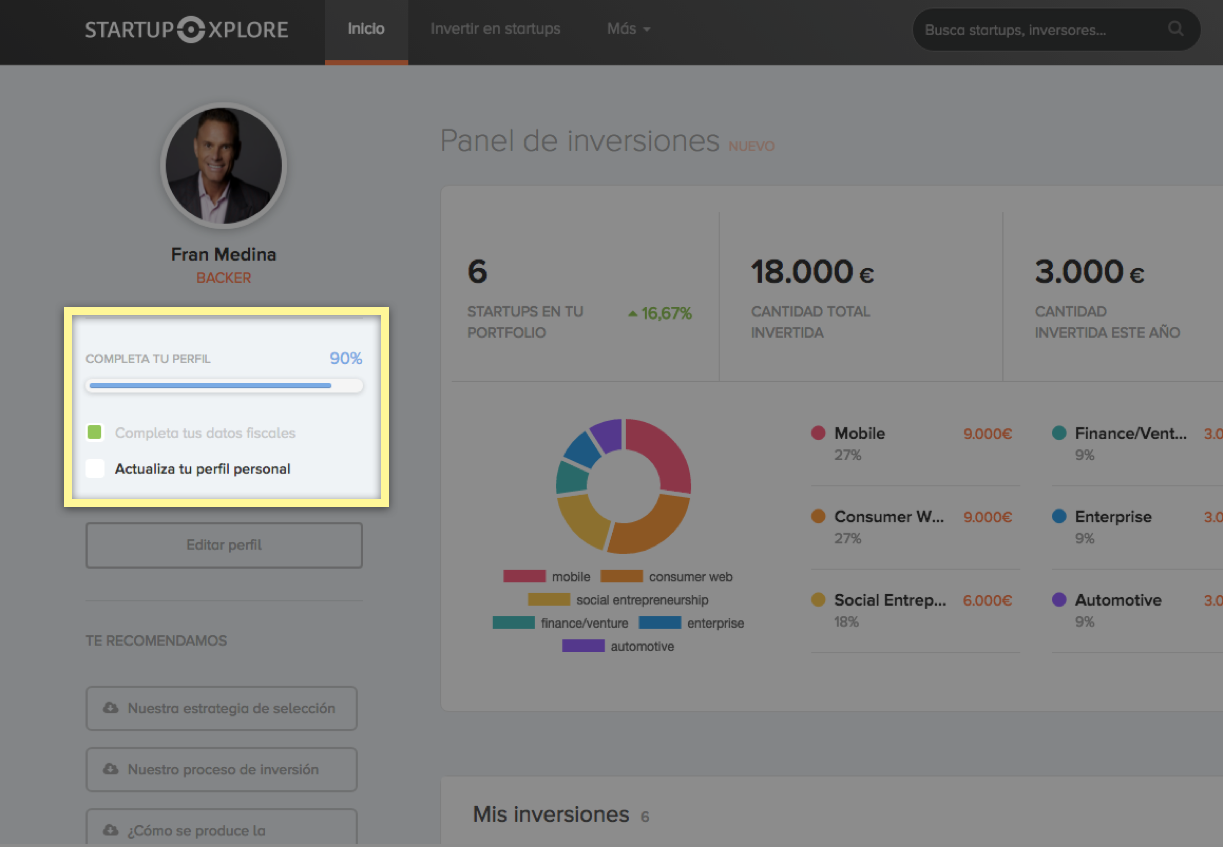 STARTUPXPLORE
Inicio
Invertir en startups
Más
Busca startups, inversores...
Fran Medina
BACKER
COMPLETA TU PERFIL 90%
Completa tus datos fiscales
Actualiza tu perfil personal
Editar perfil
TE RECOMENDAMOS
Nuestra estrategia de selección
Nuestro proceso de inversión
¿Cómo se produce la
Panel de inversiones NUEVO
6
STARTUPS EN TU
PORTFOLIO
16,67%
18.000 €
CANTIDAD TOTAL
INVERTIDA
3.000 €
CANTIDAD
INVERTIDA ESTE AÑO
mobile consumer web
social entrepreneurship
finance/venture enterprise
automotive
Mobile 9.000€
27%
Finance/Vent... 3.0
9%
Consumer W... 9.000€
27%
Enterprise 3.0
9%
Social Entrep... 6.000€
18%
Automotive 3.0
9%
Mis inversiones 6